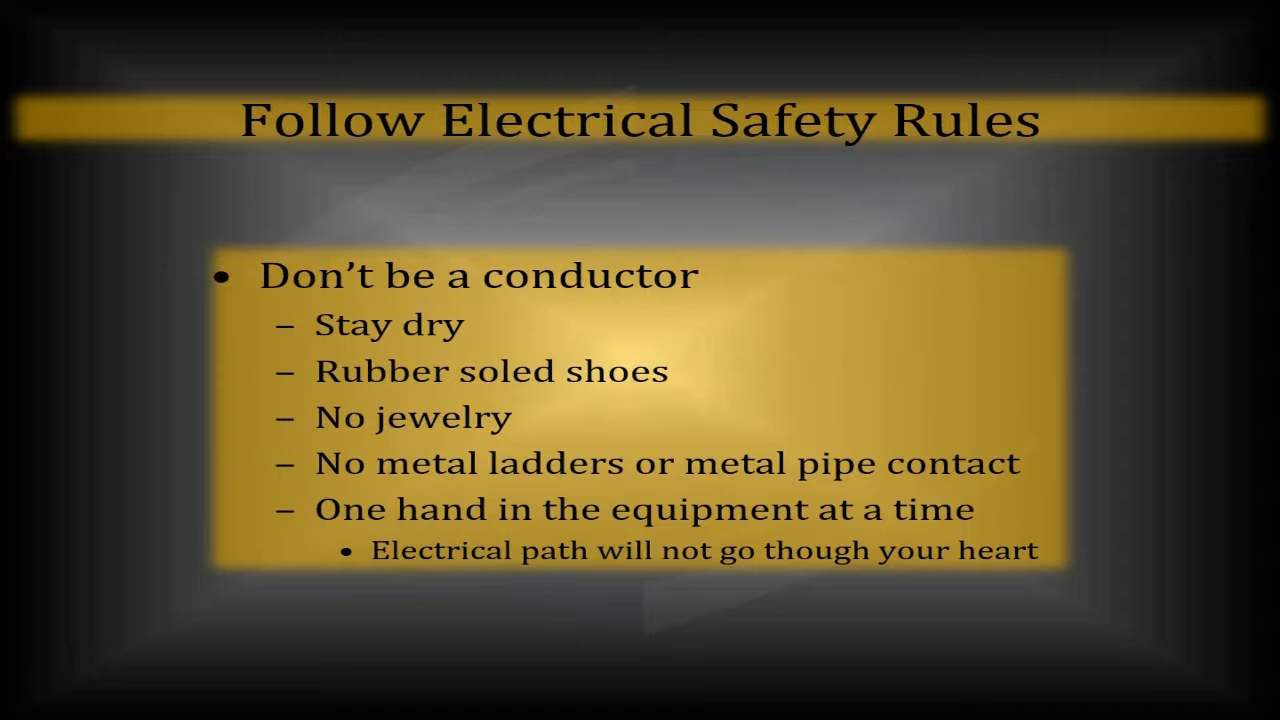 Follow Electrical Safety Rules
• Don’t be a conductor
– Stay dry
– Rubber soled shoes
– No jewelry
– No metal ladders or metal pipe contact
– One hand in the equipment at a time
• Electrical path will not go though your heart